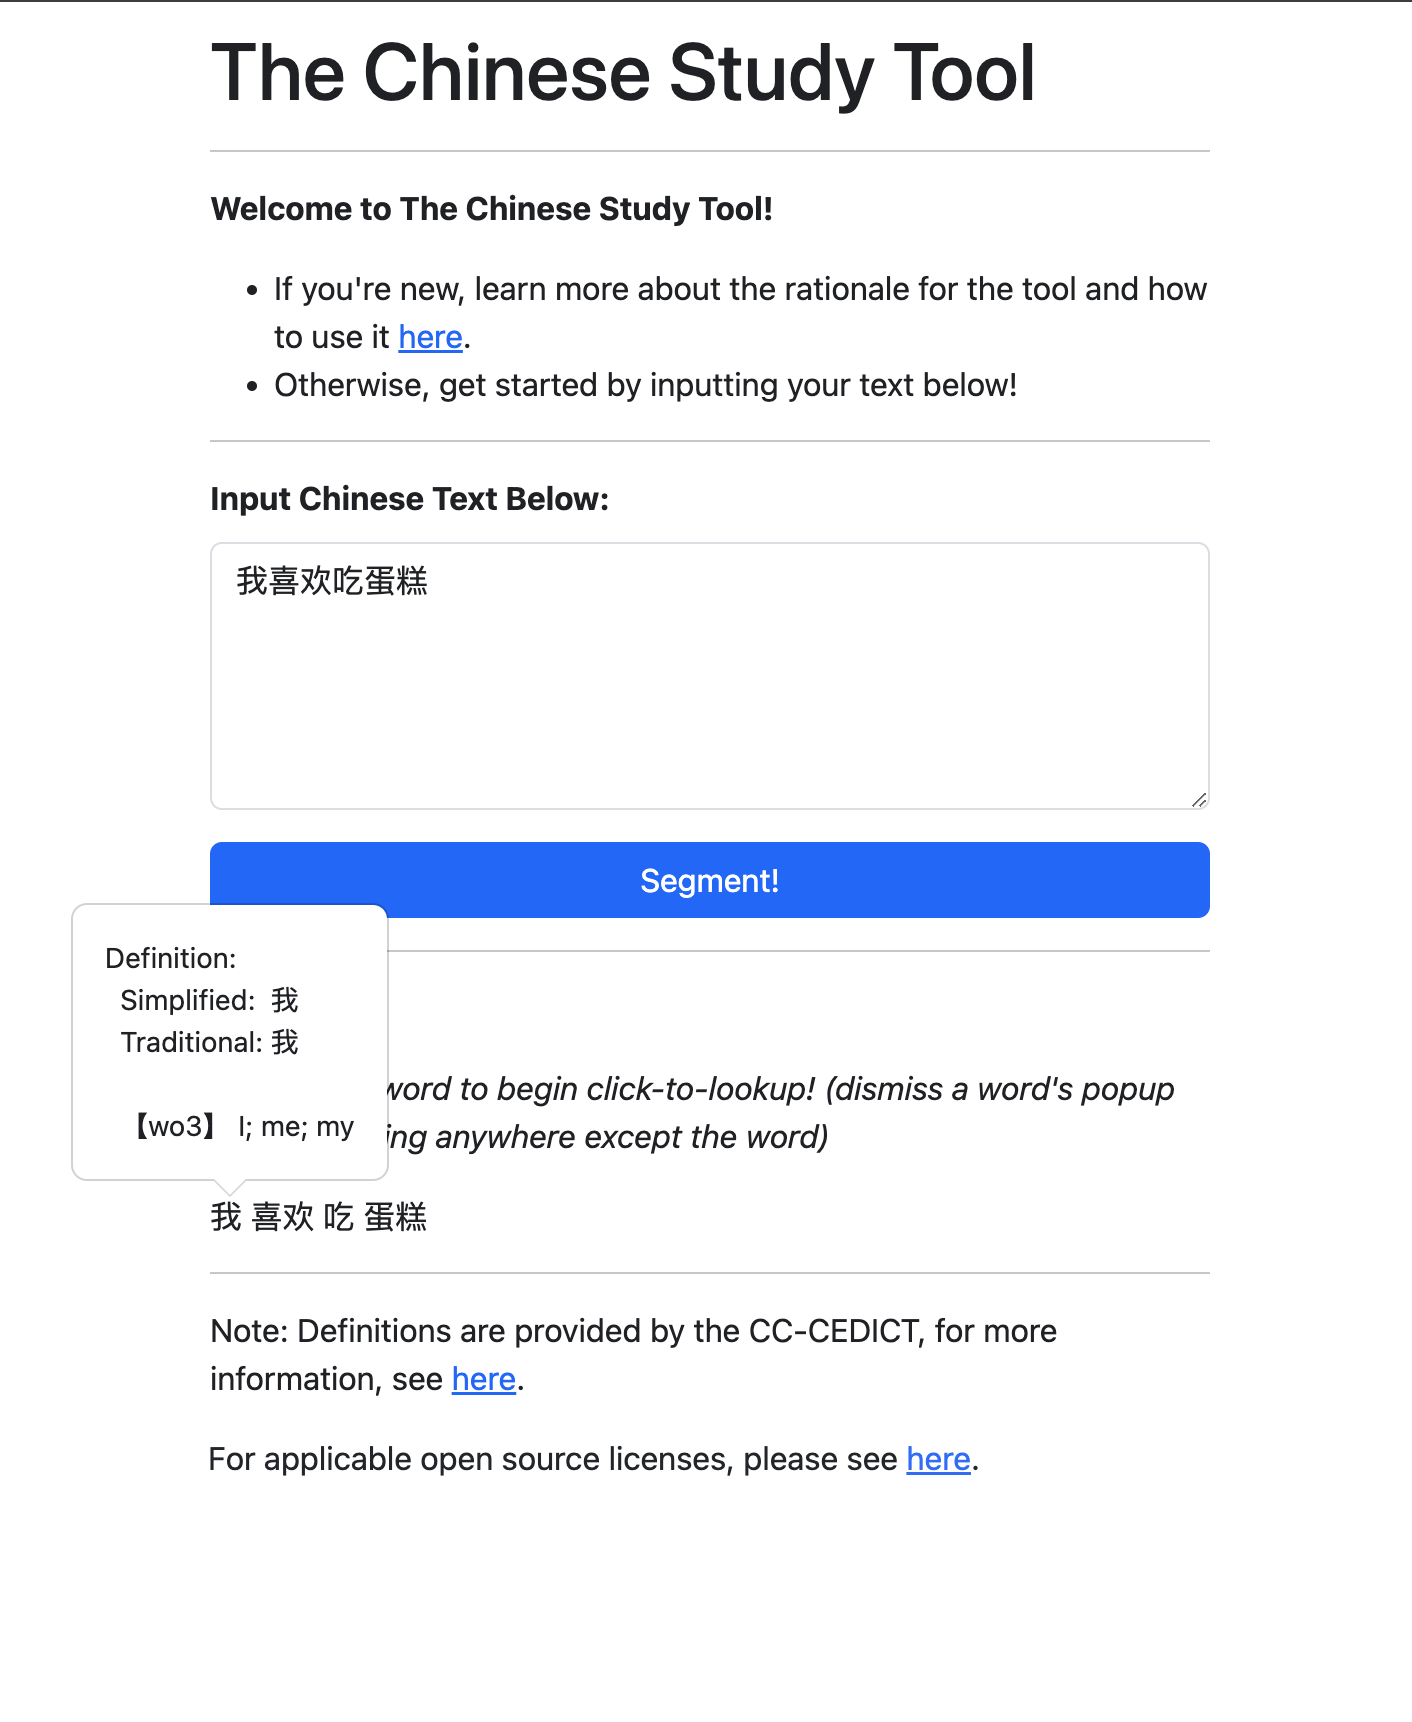 The Chinese Study Tool
Welcome to The Chinese Study Tool!
• If you're new, learn more about the rationale for the tool and how
to use it here.
• Otherwise, get started by inputting your text below!
Input Chinese Text Below:
我喜欢吃蛋糕
Segment!
Definition:
Simplified: 我
Traditional: 我
【wo3】 I; me; my
word to begin click-to-lookup! (dismiss a word's popup
anywhere except the word)
我 喜欢 吃 蛋糕
Note: Definitions are provided by the CC-CEDICT, for more
information, see here.
For applicable open source licenses, please see here.